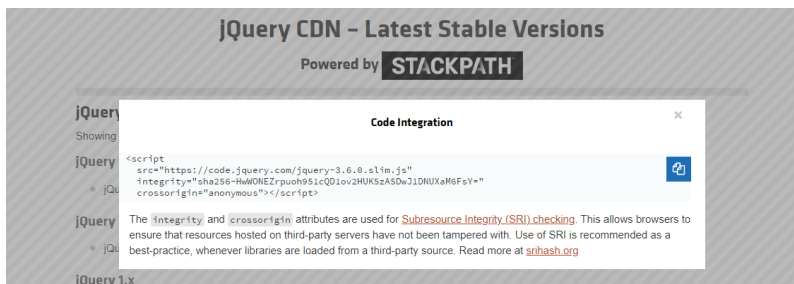 jQuery CDN – Latest Stable Versions
Powered by STACKPATH
jQuery
Code Integration
×
Showing
<script
jQuery
src="https://code.jquery.com/jquery-3.6.0.slim.js"
integrity="sha256-HwWONEZrpuoh951cQD1ov2HUK5zA5DwJ1DNUXaM6FsY="
jQu
crossorigin="anonymous"></script>
jQuery
The integrity and crossorigin attributes are used for Subresource Integrity (SRI) checking. This allows browsers to
ensure that resources hosted on third-party servers have not been tampered with. Use of SRI is recommended as a
jQu
best-practice, whenever libraries are loaded from a third-party source. Read more at srihash.org
jQuery 1.x